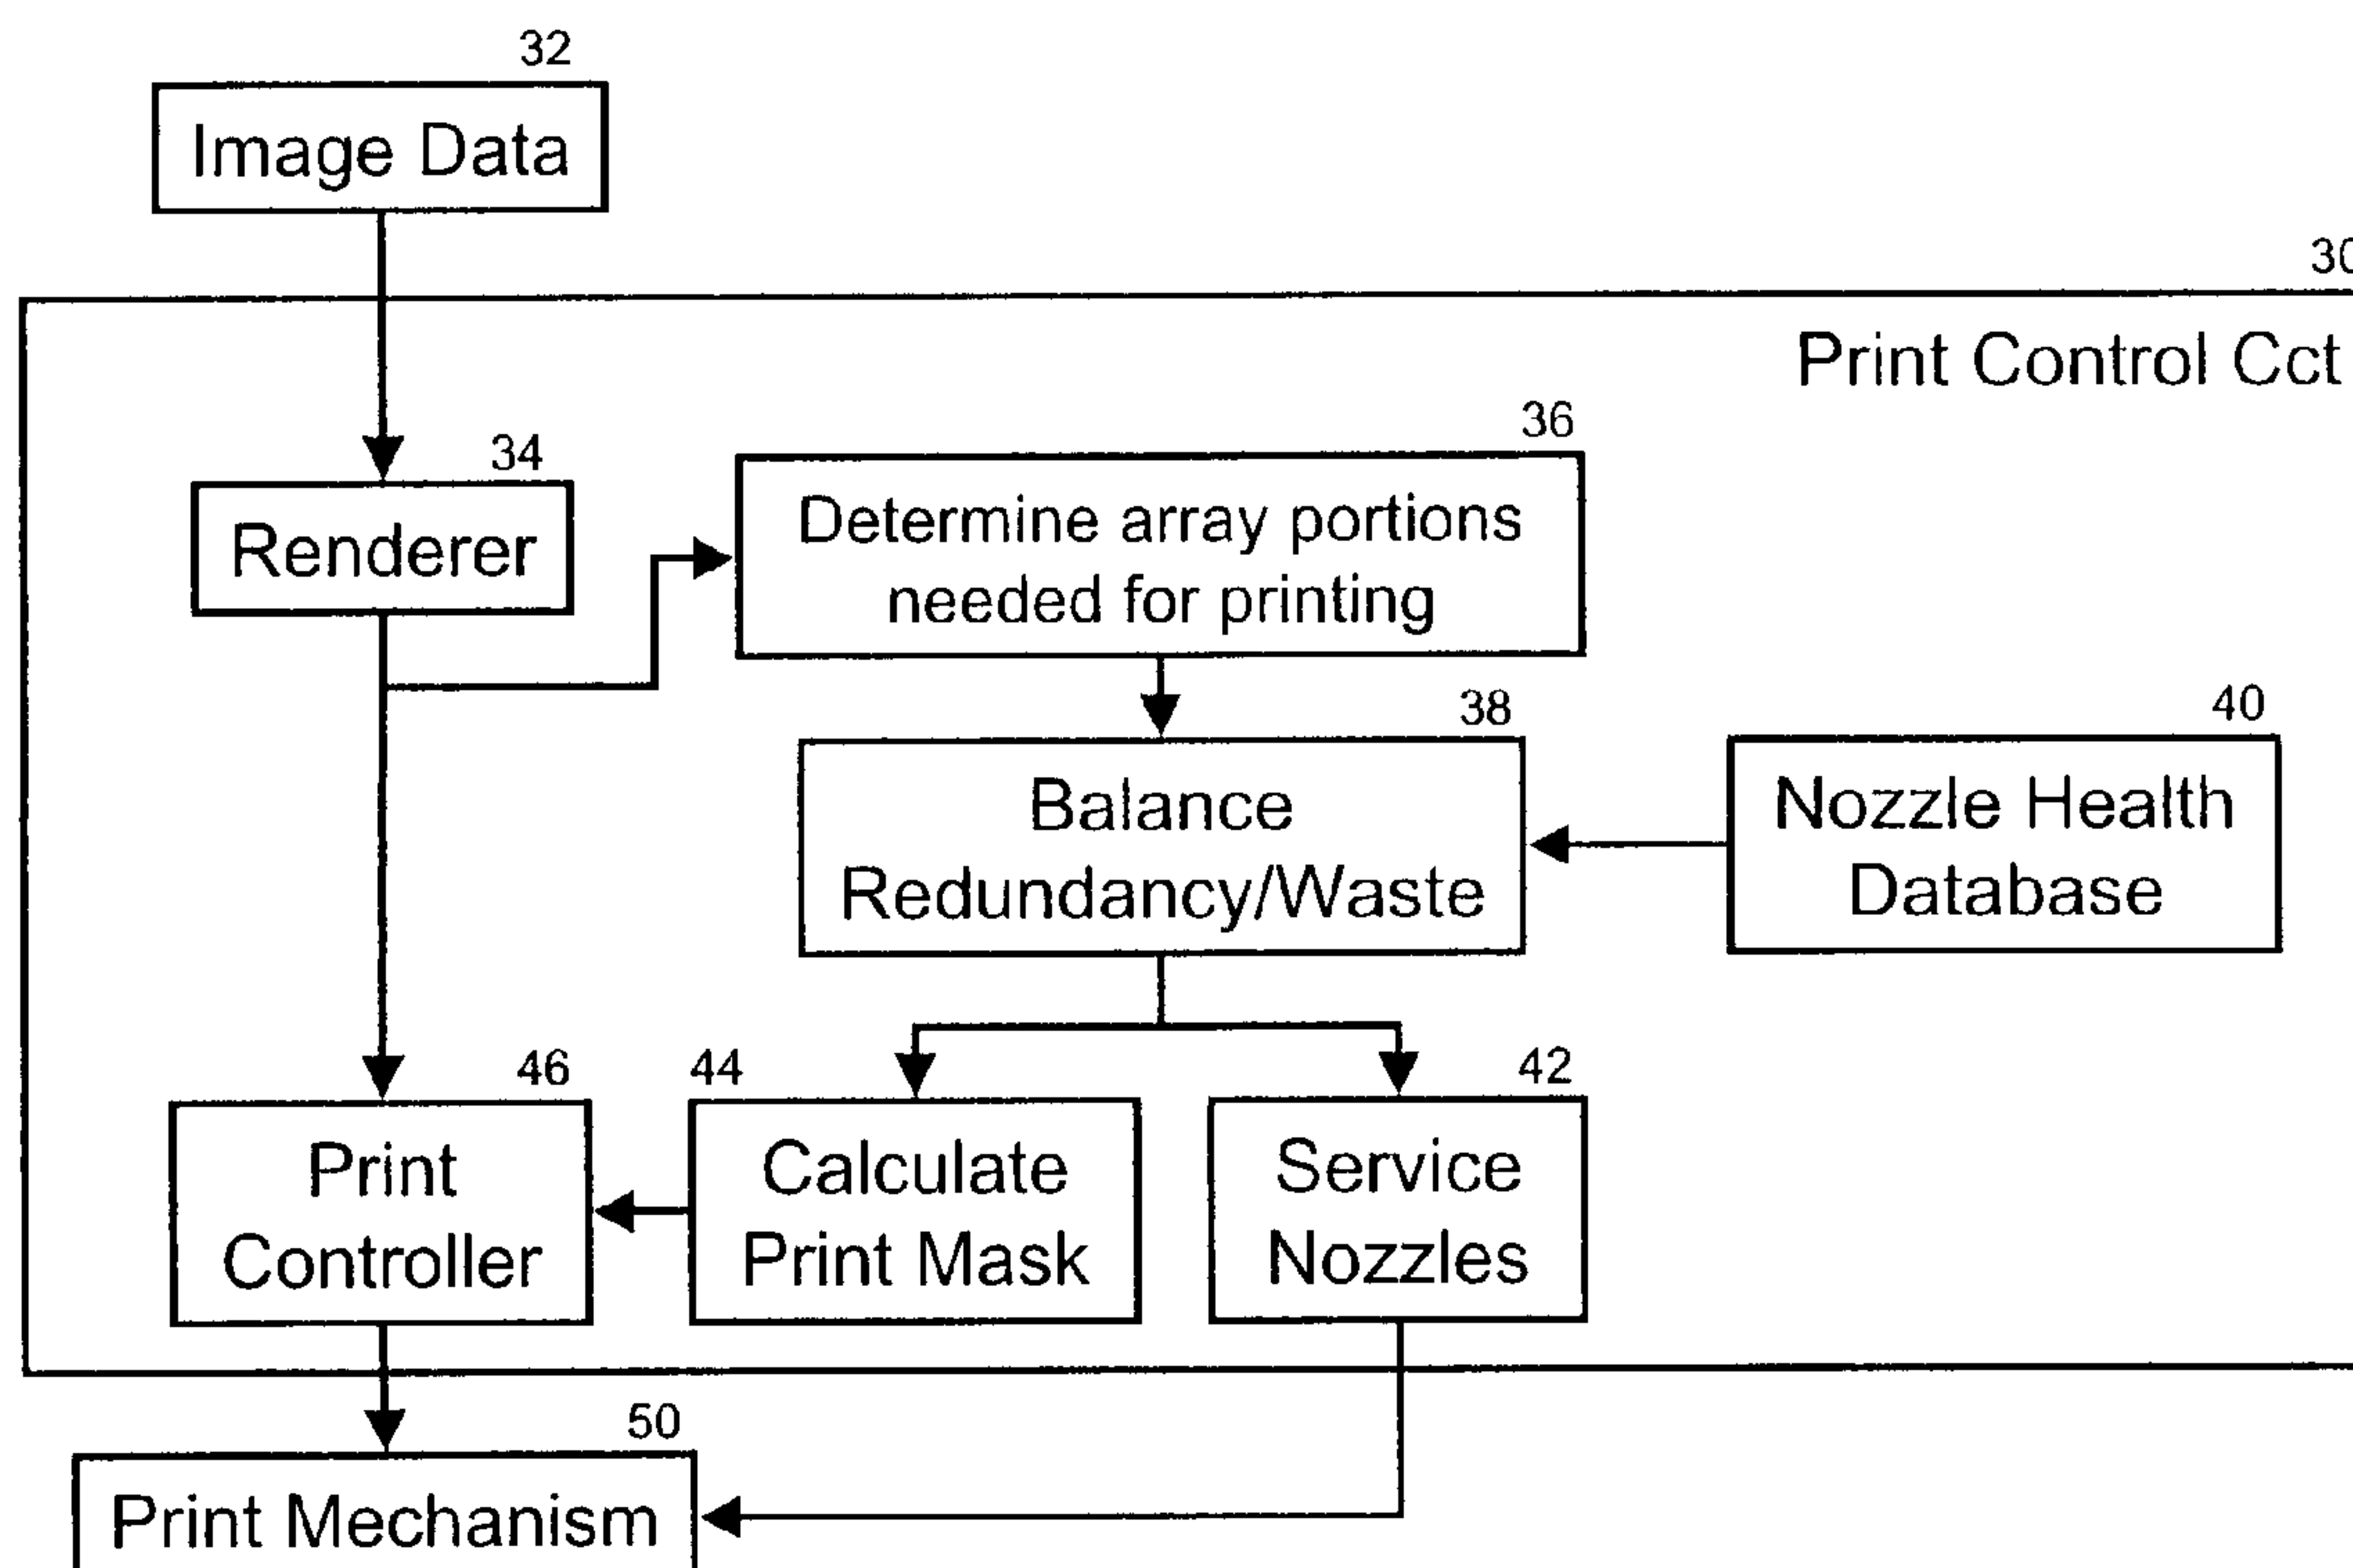 32
Image Data
30
Print Control Cct
34
Renderer
36
Determine array portions
needed for printing
38
Balance
Redundancy/Waste
40
Nozzle Health
Database
46
Print
Controller
44
Calculate
Print Mask
42
Service
Nozzles
50
Print Mechanism